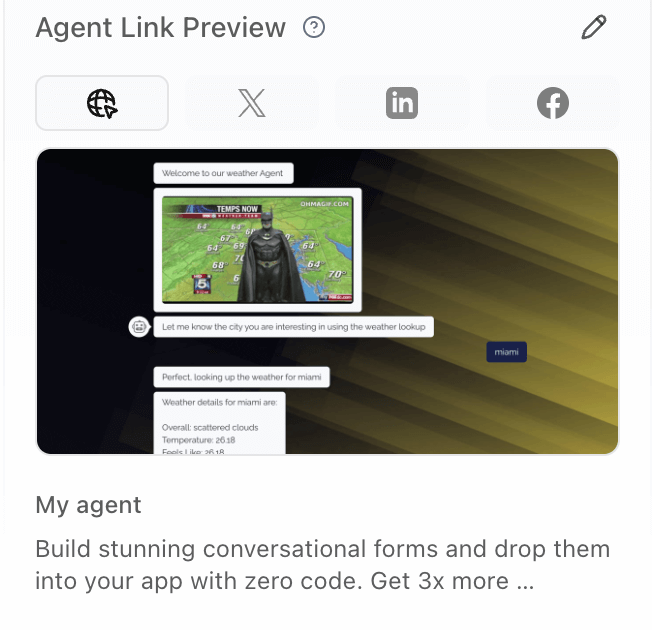 Agent Link Preview
Welcome to our weather Agent
TEMPS NOW
OHMAGIF.COM
WEATHER TEAM
64°
64°
67°
64°
69
64°
68°
64°
70°
5
Let me know the city you are interesting in using the weather lookup
miami
Perfect, looking up the weather for miami
Weather details for miami are:
Overall: scattered clouds
Temperature: 26.18
Feels Like: 26.18
My agent
Build stunning conversational forms and drop them
into your app with zero code. Get 3x more ...